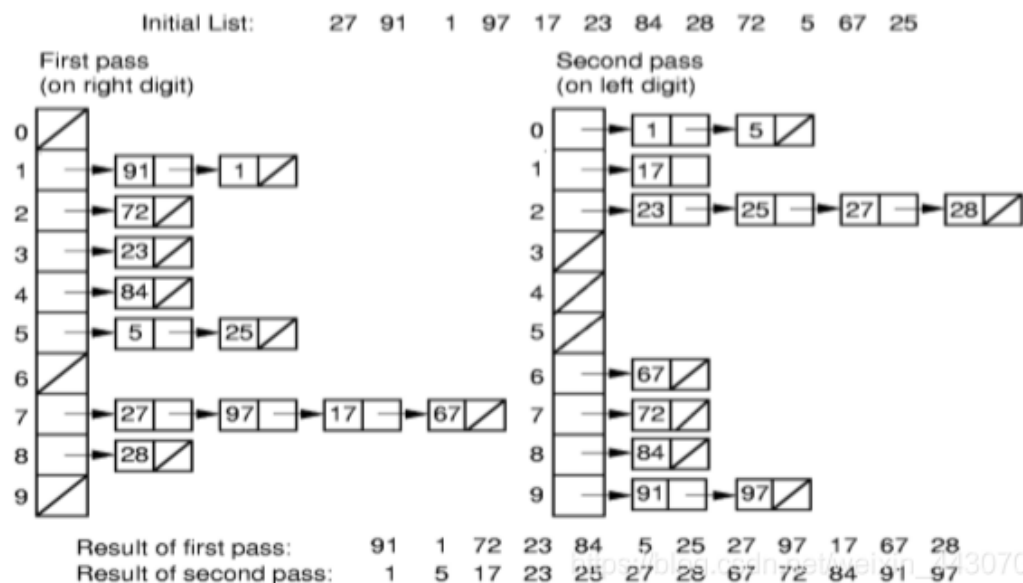 Initial List: 27 91 1 97 17 23 84 28 72 5 67 25
First pass
(on right digit)
0
1 91 1
2 72
3 23
4 84
5 5 25
6
7 27 97 17 67
8 28
9
Second pass
(on left digit)
0 1 5
1 17
2 23 25 27 28
3
4
5
6 67
7 72
8 84
9 91 97
Result of first pass: 91 1 72 23 84 5 25 27 97 17 67 28
Result of second pass: 1 5 17 23 25 27 28 67 72 84 91 97
https://blog.csdn.net/weixin_443070